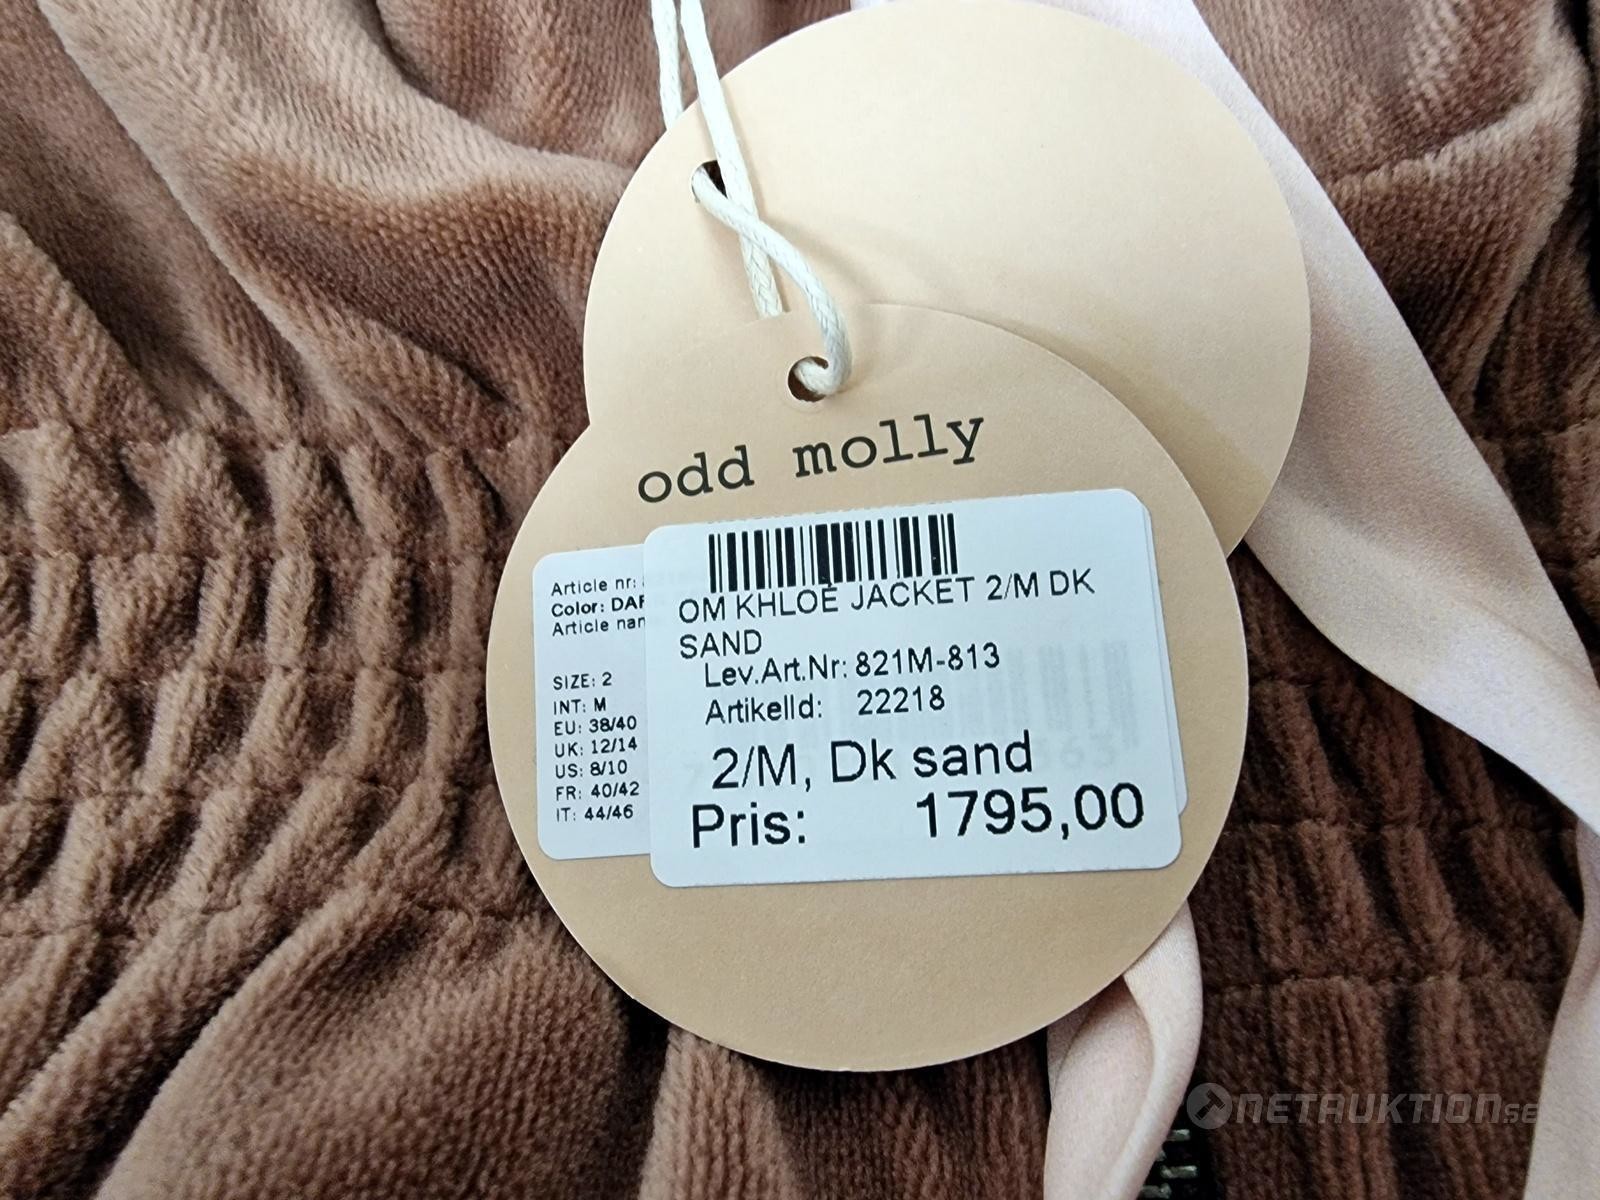 odd molly
Article nr:
Color:
Article
SIZE: 2
INT: M
EU: 38/40
UK: 12/14
US: 8/10
FR: 40/42
IT: 44/46
OM KHLOÉ JACKET 2/M DK
SAND
Lev.Art.Nr: 821M-813
ArtikelId: 22218
2/M, Dk sand
Pris: 1795,00
NETAUKTION.SE